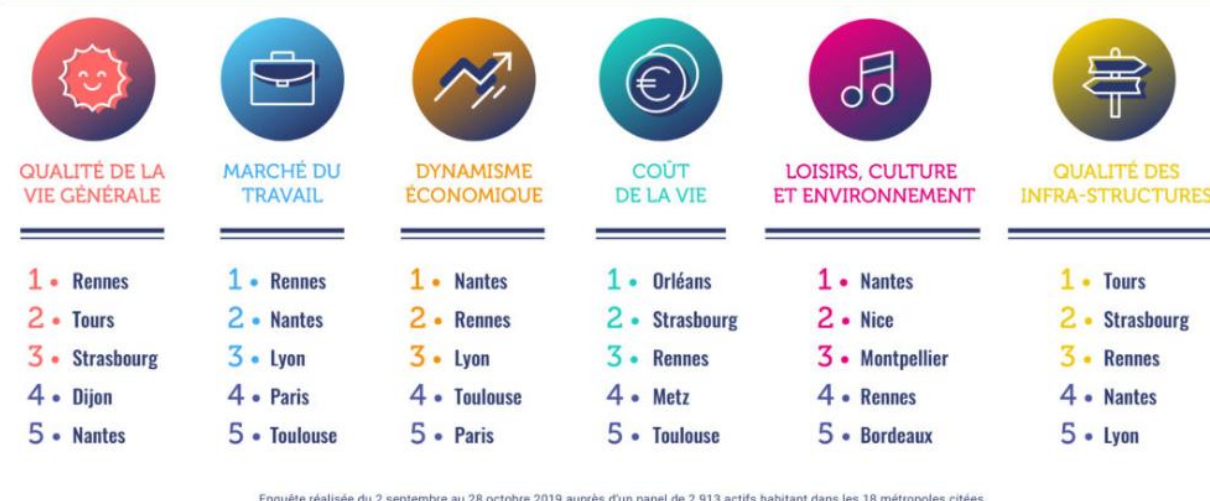 QUALITÉ DE LA
VIE GÉNÉRALE
1 • Rennes
2 • Tours
3 • Strasbourg
4 • Dijon
5 • Nantes
MARCHÉ DU
TRAVAIL
1 • Rennes
2 • Nantes
3 • Lyon
4 • Paris
5 • Toulouse
DYNAMISME
ÉCONOMIQUE
1 • Nantes
2 • Rennes
3 • Lyon
4 • Toulouse
5 • Paris
COÛT
DE LA VIE
1 • Orléans
2 • Strasbourg
3 • Rennes
4 • Metz
5 • Toulouse
LOISIRS, CULTURE
ET ENVIRONNEMENT
1 • Nantes
2 • Nice
3 • Montpellier
4 • Rennes
5 • Bordeaux
QUALITÉ DES
INFRA-STRUCTURES
1 • Tours
2 • Strasbourg
3 • Rennes
4 • Nantes
5 • Lyon
Enquête réalisée du 2 septembre au 28 octobre 2019 auprès d'un panel de 2 913 actifs habitant dans les 18 métropoles citées